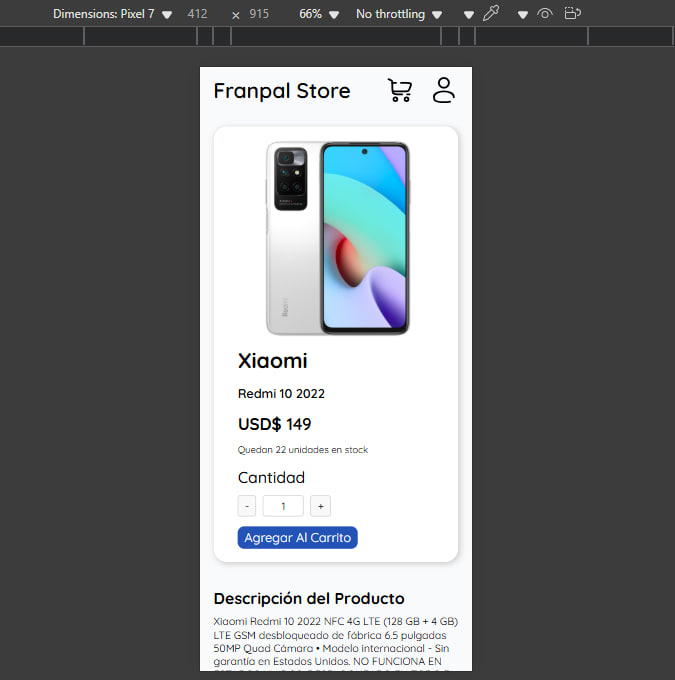 Dimensions: Pixel 7 412 × 915 66% No throttling
Franpal Store
Redmi
Xiaomi
Redmi 10 2022
USD$ 149
Quedan 22 unidades en stock
Cantidad
- 1 +
Agregar Al Carrito
Descripción del Producto
Xiaomi Redmi 10 2022 NFC 4G LTE (128 GB + 4 GB)
LTE GSM desbloqueado de fábrica 6.5 pulgadas
50MP Quad Cámara • Modelo internacional - Sin
garantía en Estados Unidos. NO FUNCIONA EN